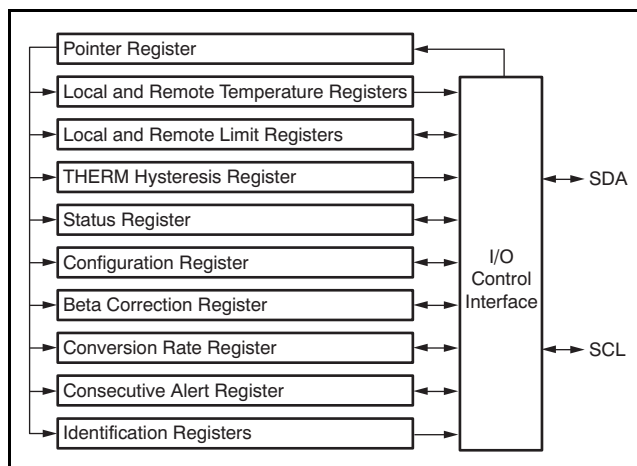 Pointer Register
Local and Remote Temperature Registers
Local and Remote Limit Registers
THERM Hysteresis Register
Status Register
Configuration Register
Beta Correction Register
Conversion Rate Register
Consecutive Alert Register
Identification Registers
I/O
Control
Interface
SDA
SCL